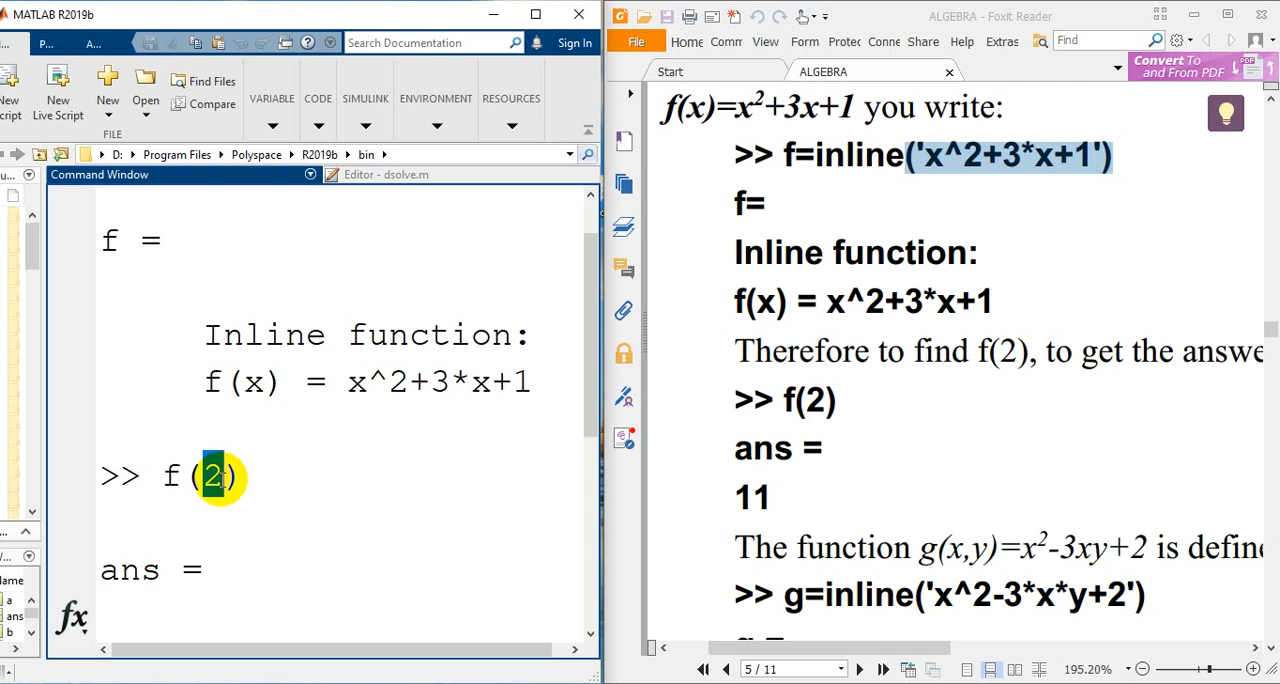 MATLAB R2019b
P...
A...
Search Documentation
Sign In
New
Script
New
Live Script
New
Open
Find Files
Compare
FILE
VARIABLE
CODE
SIMULINK
ENVIRONMENT
RESOURCES
D: Program Files Polyspace R2019b bin
Command Window
Editor - dsolve.m
f =
Inline function:
f(x) = x^2+3*x+1
>> f(2)
ans =
fx
a
ans
b
ALGEBRA - Foxit Reader
File
Home
Comm
View
Form
Protec
Conne
Share
Help
Extras
Find
Start
ALGEBRA
Convert To
and From PDF
PDF
f(x)=x²+3x+1 you write:
>> f=inline('x^2+3*x+1')
f=
Inline function:
f(x) = x^2+3*x+1
Therefore to find f(2), to get the answe
>> f(2)
ans =
11
The function g(x,y)=x²-3xy+2 is define
>> g=inline('x^2-3*x*y+2')
g =
5 / 11
195.20%